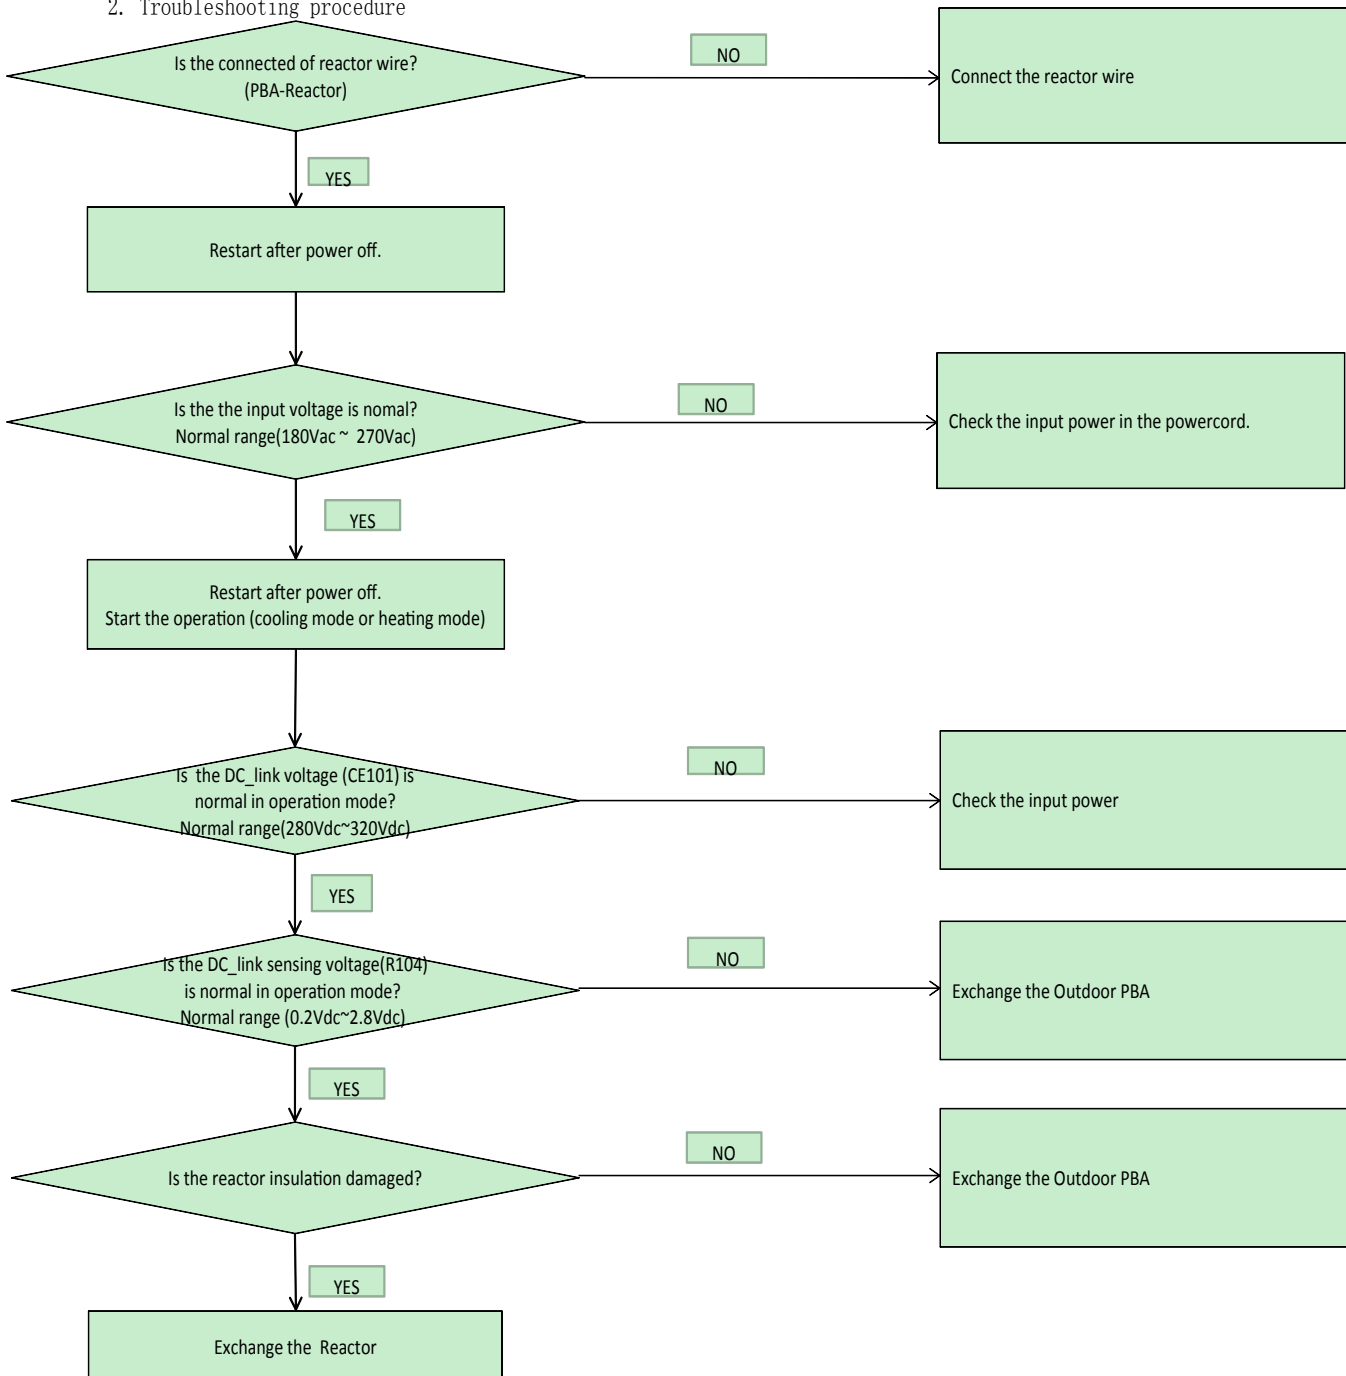 2. Troubleshooting procedure
Is the connected of reactor wire?
(PBA-Reactor)
NO
Connect the reactor wire
YES
Restart after power off.
Is the the input voltage is nomal?
Normal range(180Vac ~ 270Vac)
NO
Check the input power in the powercord.
YES
Restart after power off.
Start the operation (cooling mode or heating mode)
Is the DC_link voltage (CE101) is
normal in operation mode?
Normal range(280Vdc~320Vdc)
NO
Check the input power
YES
Is the DC_link sensing voltage(R104)
is normal in operation mode?
Normal range (0.2Vdc~2.8Vdc)
NO
Exchange the Outdoor PBA
YES
Is the reactor insulation damaged?
NO
Exchange the Outdoor PBA
YES
Exchange the Reactor